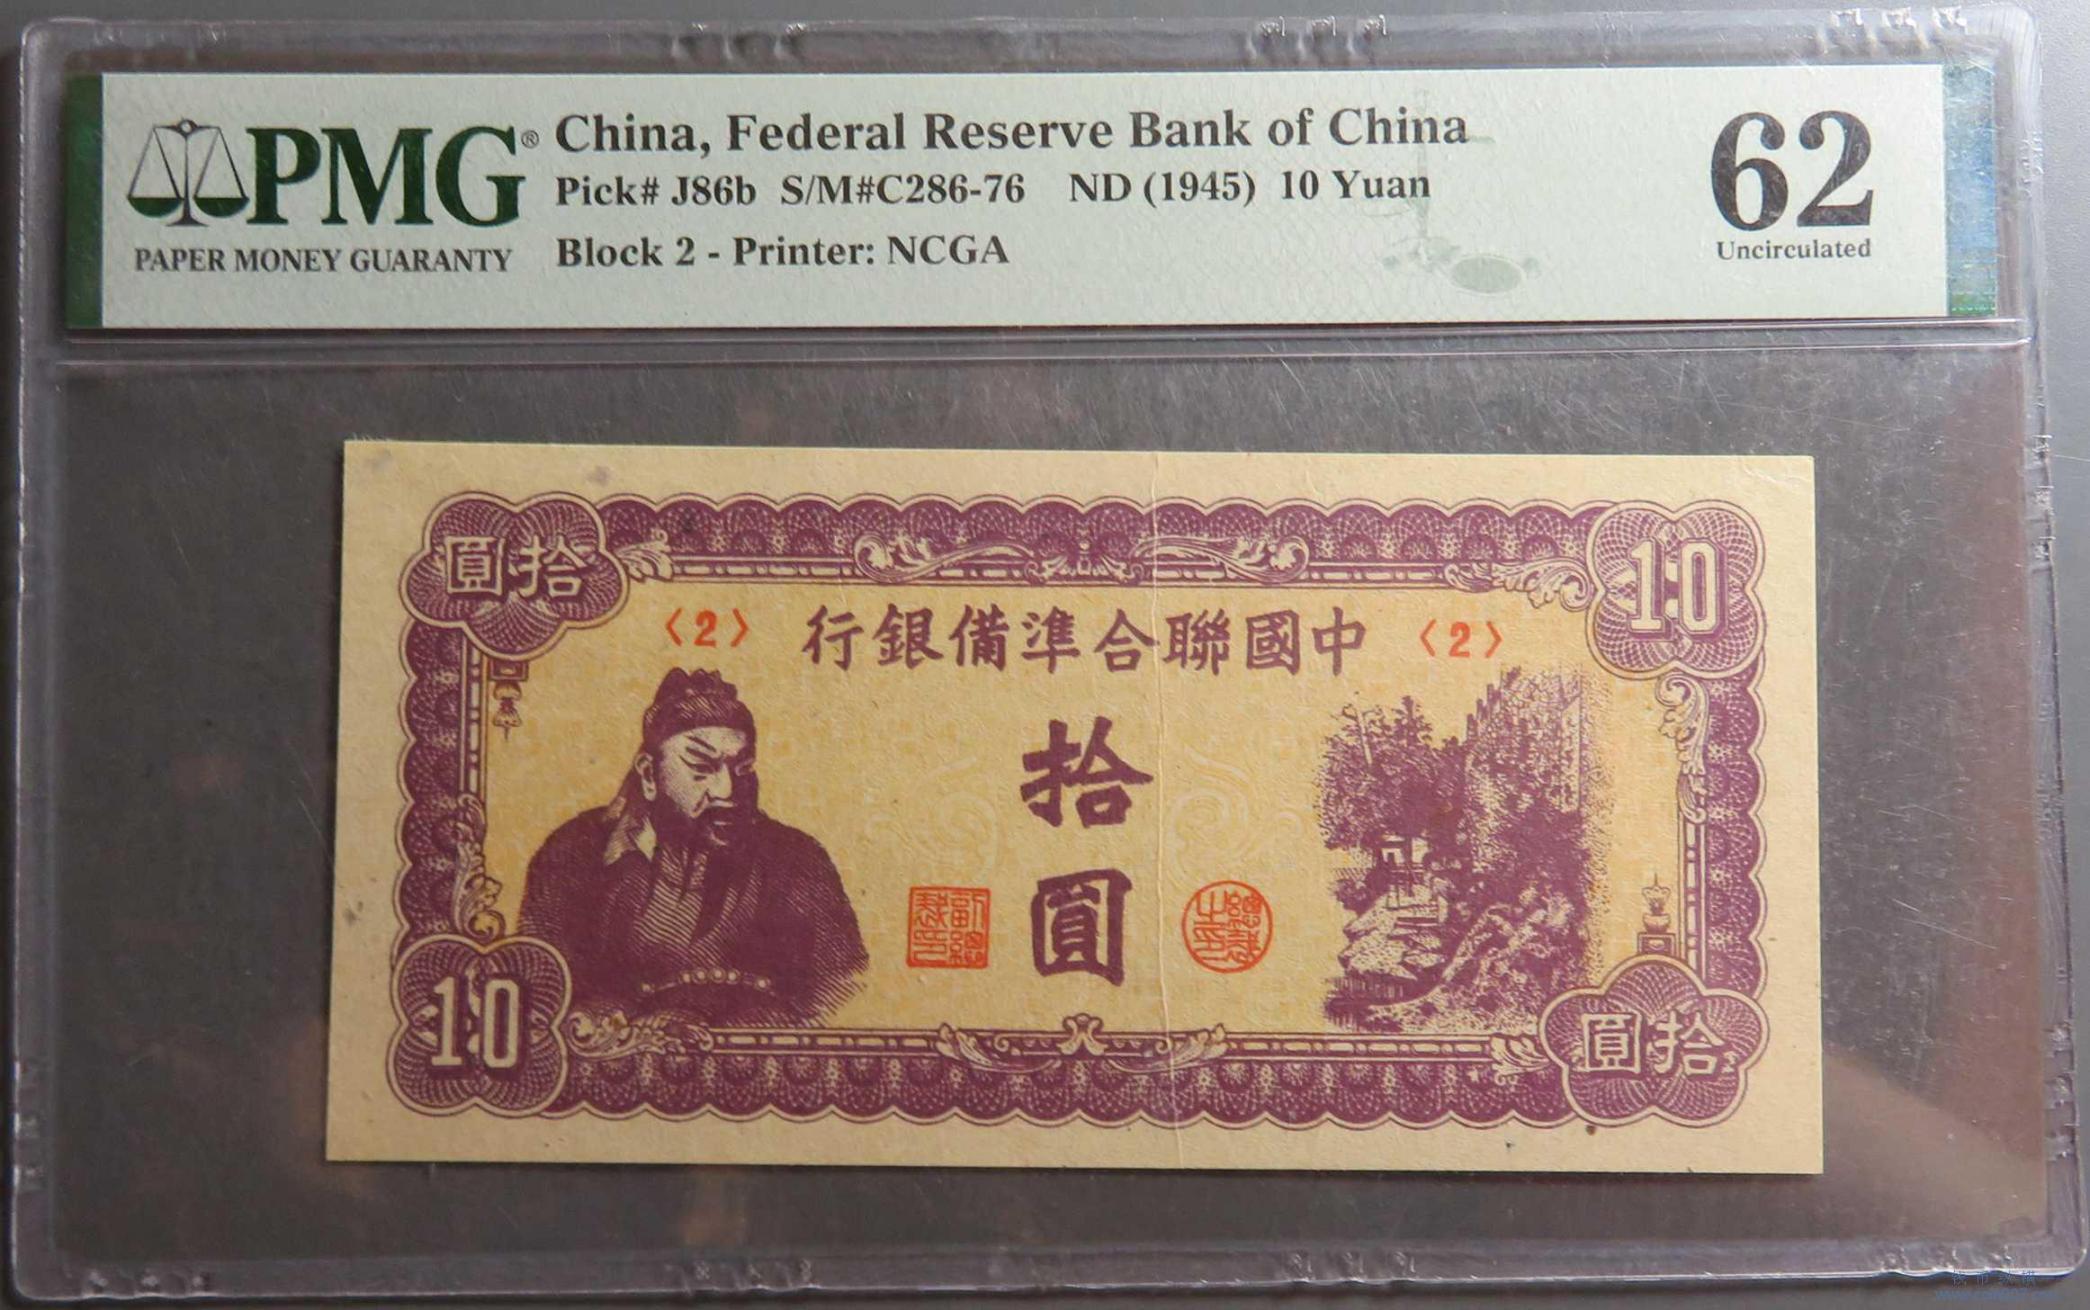 PMG®
PAPER MONEY GUARANTY
China, Federal Reserve Bank of China
Pick# J86b S/M#C286-76 ND (1945) 10 Yuan
Block 2 - Printer: NCGA
62
Uncirculated
圓拾
10
〈2〉 行銀備準合聯國中 〈2〉
拾
圓
10
圓拾